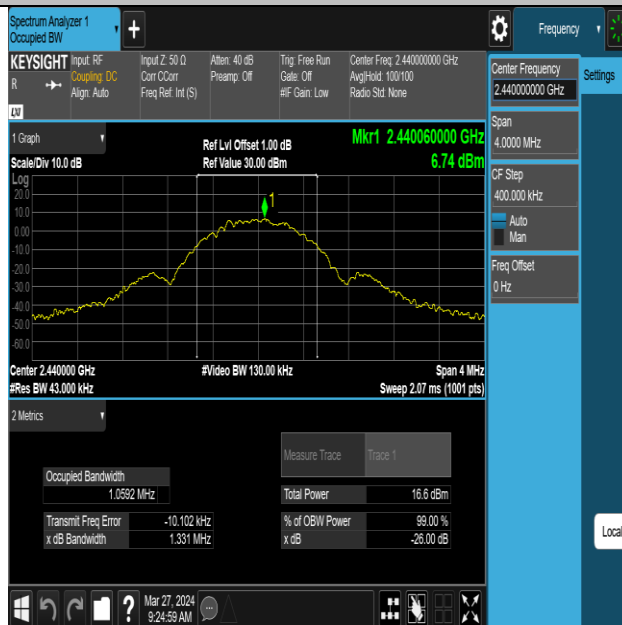 Spectrum Analyzer 1
Occupied BW
+
Frequency
KEYSIGHT
R
LXI
Input: RF
Coupling: DC
Align: Auto
Input Z: 50 Ω
Corr CCorr
Freq Ref: Int (S)
Atten: 40 dB
Preamp: Off
Trig: Free Run
Gate: Off
#IF Gain: Low
Center Freq: 2.440000000 GHz
Avg|Hold: 100/100
Radio Std: None
1 Graph
Scale/Div 10.0 dB
Ref Lvl Offset 1.00 dB
Ref Value 30.00 dBm
Mkr1 2.440060000 GHz
6.74 dBm
Log
20.0
10.0
0.00
-10.0
-20.0
-30.0
-40.0
-50.0
-60.0
1
Center 2.440000 GHz
#Res BW 43.000 kHz
#Video BW 130.00 kHz
Span 4 MHz
Sweep 2.07 ms (1001 pts)
2 Metrics
Measure Trace
Trace 1
Occupied Bandwidth
1.0592 MHz
Total Power
16.6 dBm
Transmit Freq Error
-10.102 kHz
% of OBW Power
99.00 %
x dB Bandwidth
1.331 MHz
x dB
-26.00 dB
Center Frequency
2.440000000 GHz
Settings
Span
4.0000 MHz
CF Step
400.000 kHz
Auto
Man
Freq Offset
0 Hz
Local
?
Mar 27, 2024
9:24:59 AM